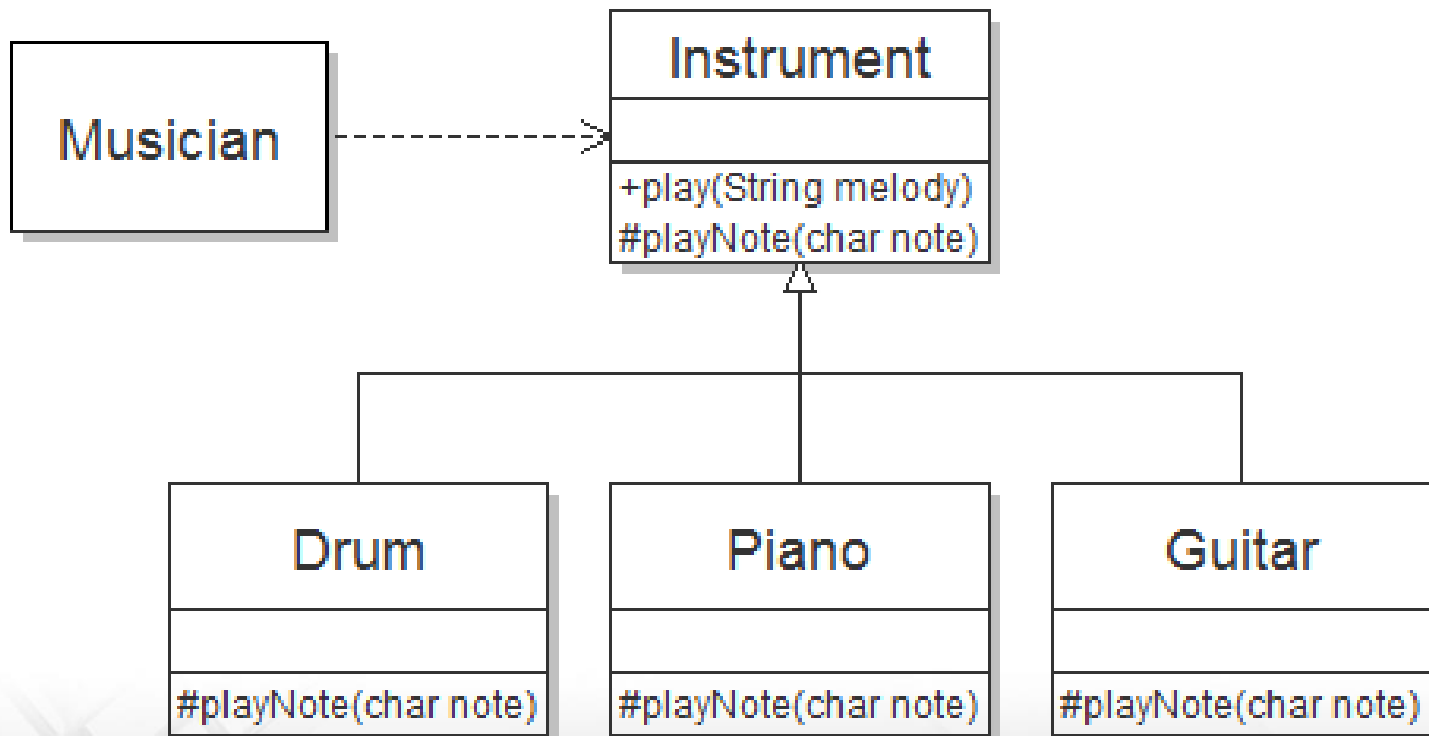 Musician
Instrument
+play(String melody)
#playNote(char note)
Drum
#playNote(char note)
Piano
#playNote(char note)
Guitar
#playNote(char note)